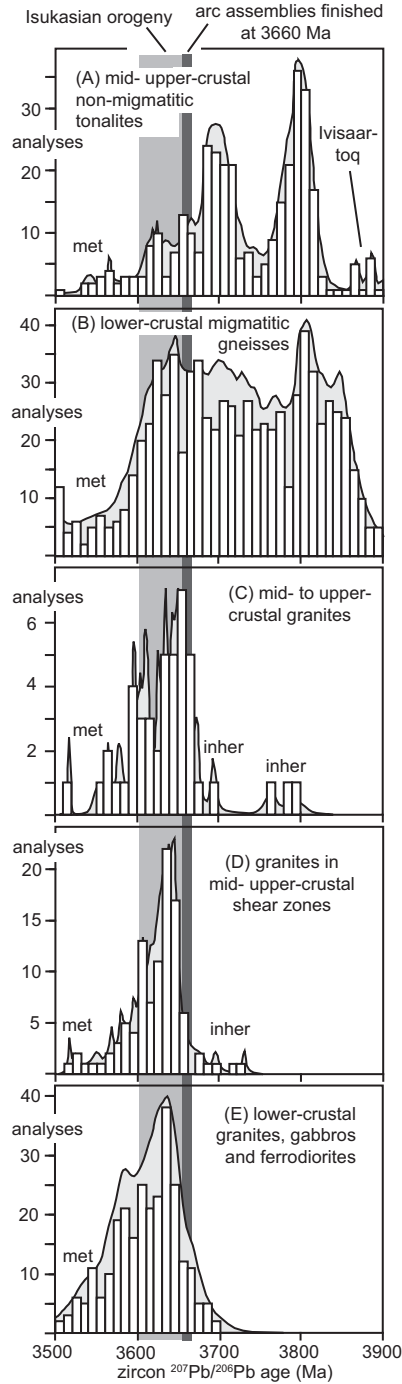 Isukasian orogeny
arc assemblies finished
at 3660 Ma
(A) mid- upper-crustal
non-migmatitic
tonalites
Ivisaar-
toq
analyses
30
20
10
met
(B) lower-crustal migmatitic
gneisses
40
30
analyses
20
10
met
(C) mid- to upper-
crustal granites
analyses
6
4
2
met
inher
inher
(D) granites in
mid- upper-crustal
shear zones
analyses
20
15
10
5
met
inher
(E) lower-crustal
granites, gabbros
and ferrodiorites
40
analyses
30
20
10
met
3500 3600 3700 3800 3900
zircon ²⁰⁷Pb/²⁰⁶Pb age (Ma)